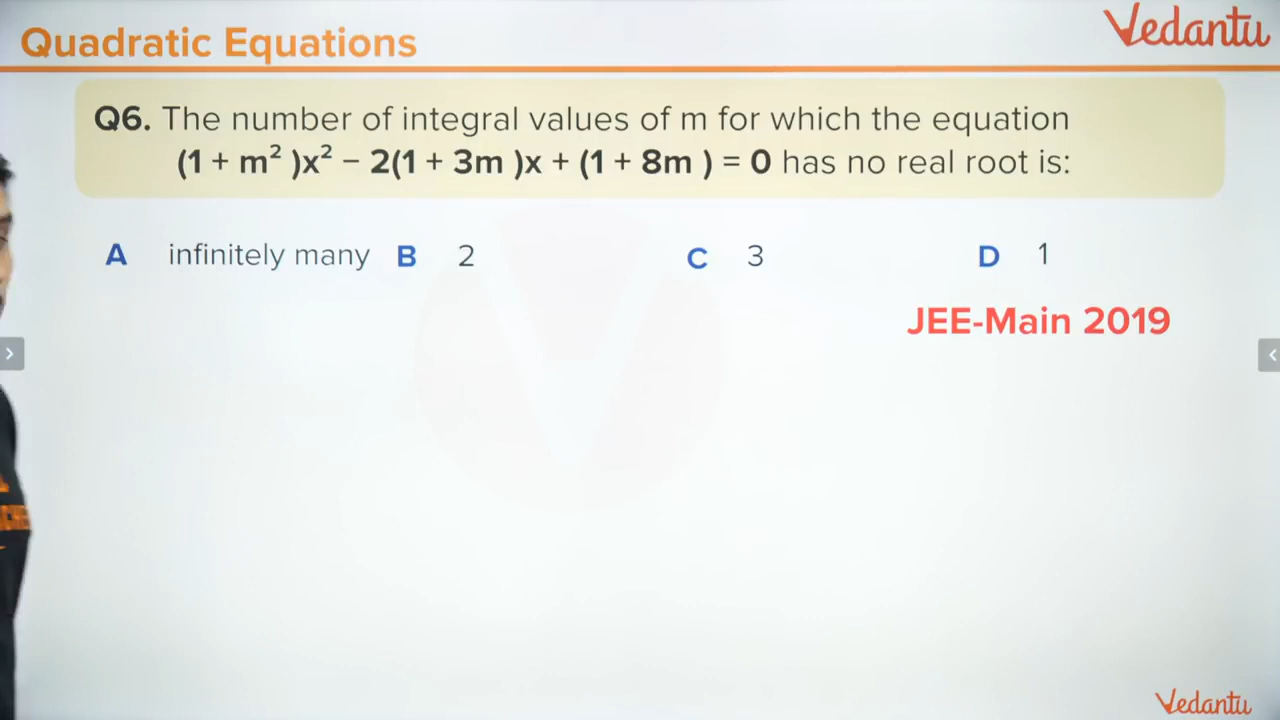 Quadratic Equations
Vedantu
Q6. The number of integral values of m for which the equation
(1 + m² )x² − 2(1 + 3m )x + (1 + 8m ) = 0 has no real root is:
A infinitely many B 2 C 3 D 1
JEE-Main 2019
Vedantu